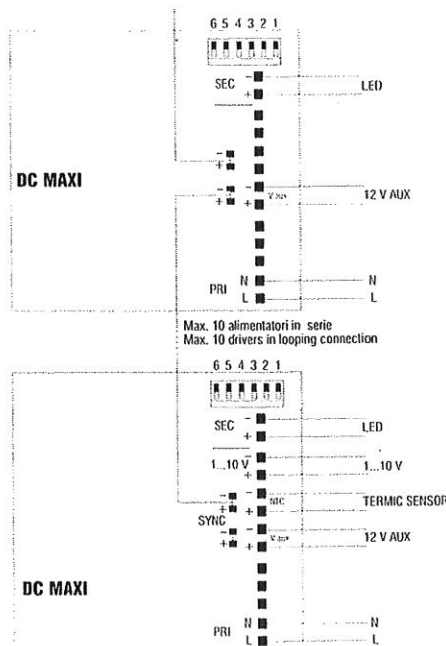 6 5 4 3 2 1
SEC
-
+
LED
-
+
DC MAXI
-
+
-
+
V aux
12 V AUX
N
N
PRI
L
L
Max. 10 alimentatori in serie
Max. 10 drivers in looping connection
6 5 4 3 2 1
SEC
-
+
LED
1...10 V
-
+
1...10 V
-
+
SYNC
-
+
NTC
TERMIC SENSOR
-
+
-
+
V aux
12 V AUX
DC MAXI
N
N
PRI
L
L